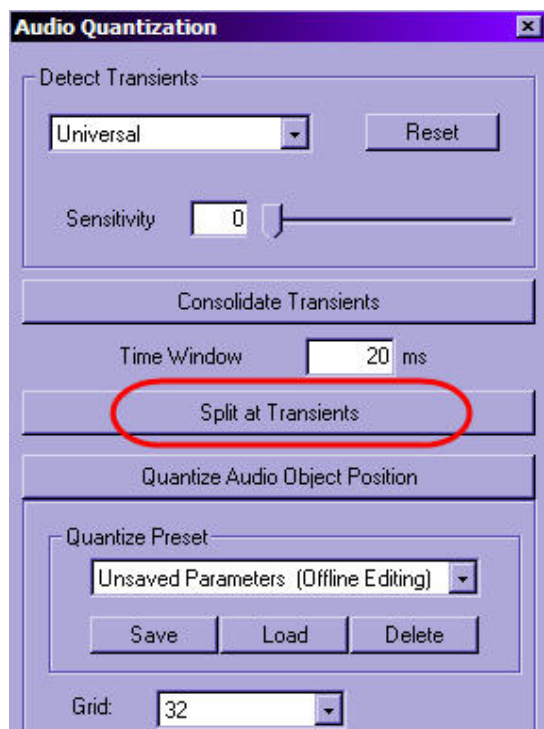 Audio Quantization
Detect Transients
Universal
Reset
Sensitivity 0
Consolidate Transients
Time Window 20 ms
Split at Transients
Quantize Audio Object Position
Quantize Preset
Unsaved Parameters (Offline Editing)
Save Load Delete
Grid: 32